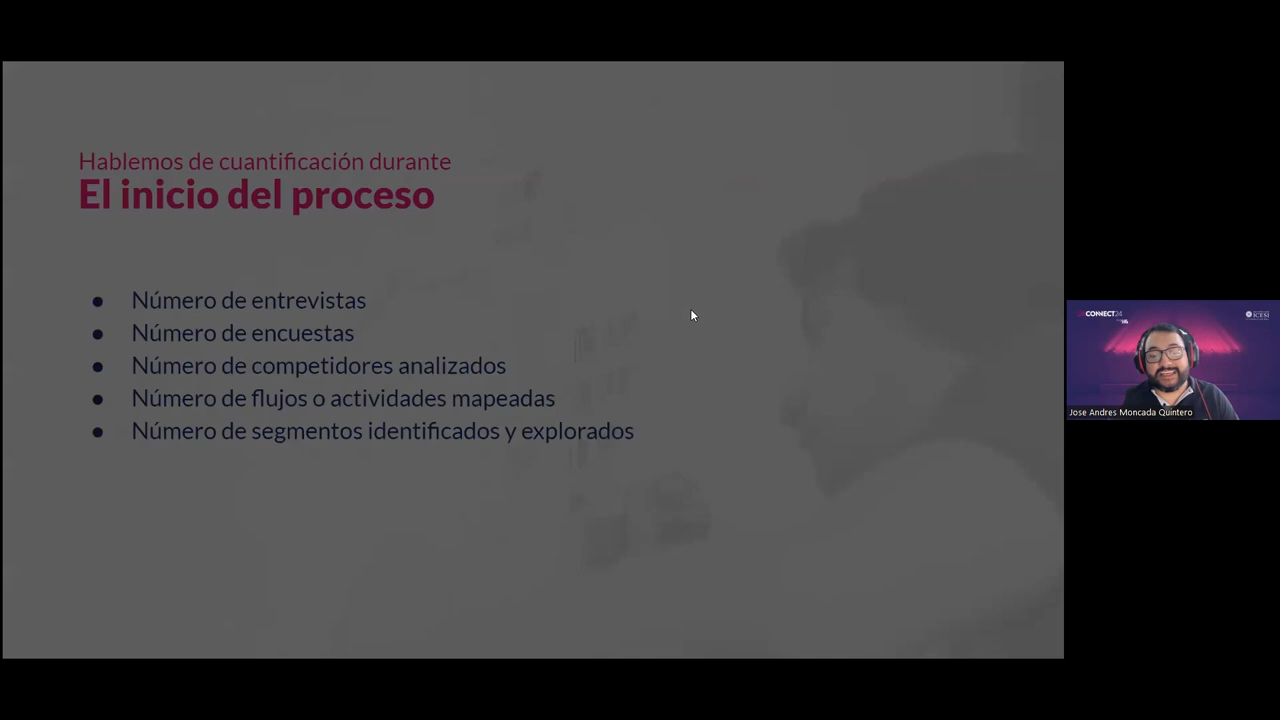 Hablemos de cuantificación durante
El inicio del proceso
● Número de entrevistas
● Número de encuestas
● Número de competidores analizados
● Número de flujos o actividades mapeadas
● Número de segmentos identificados y explorados
CONNECT24
ICESI
Jose Andres Moncada Quintero